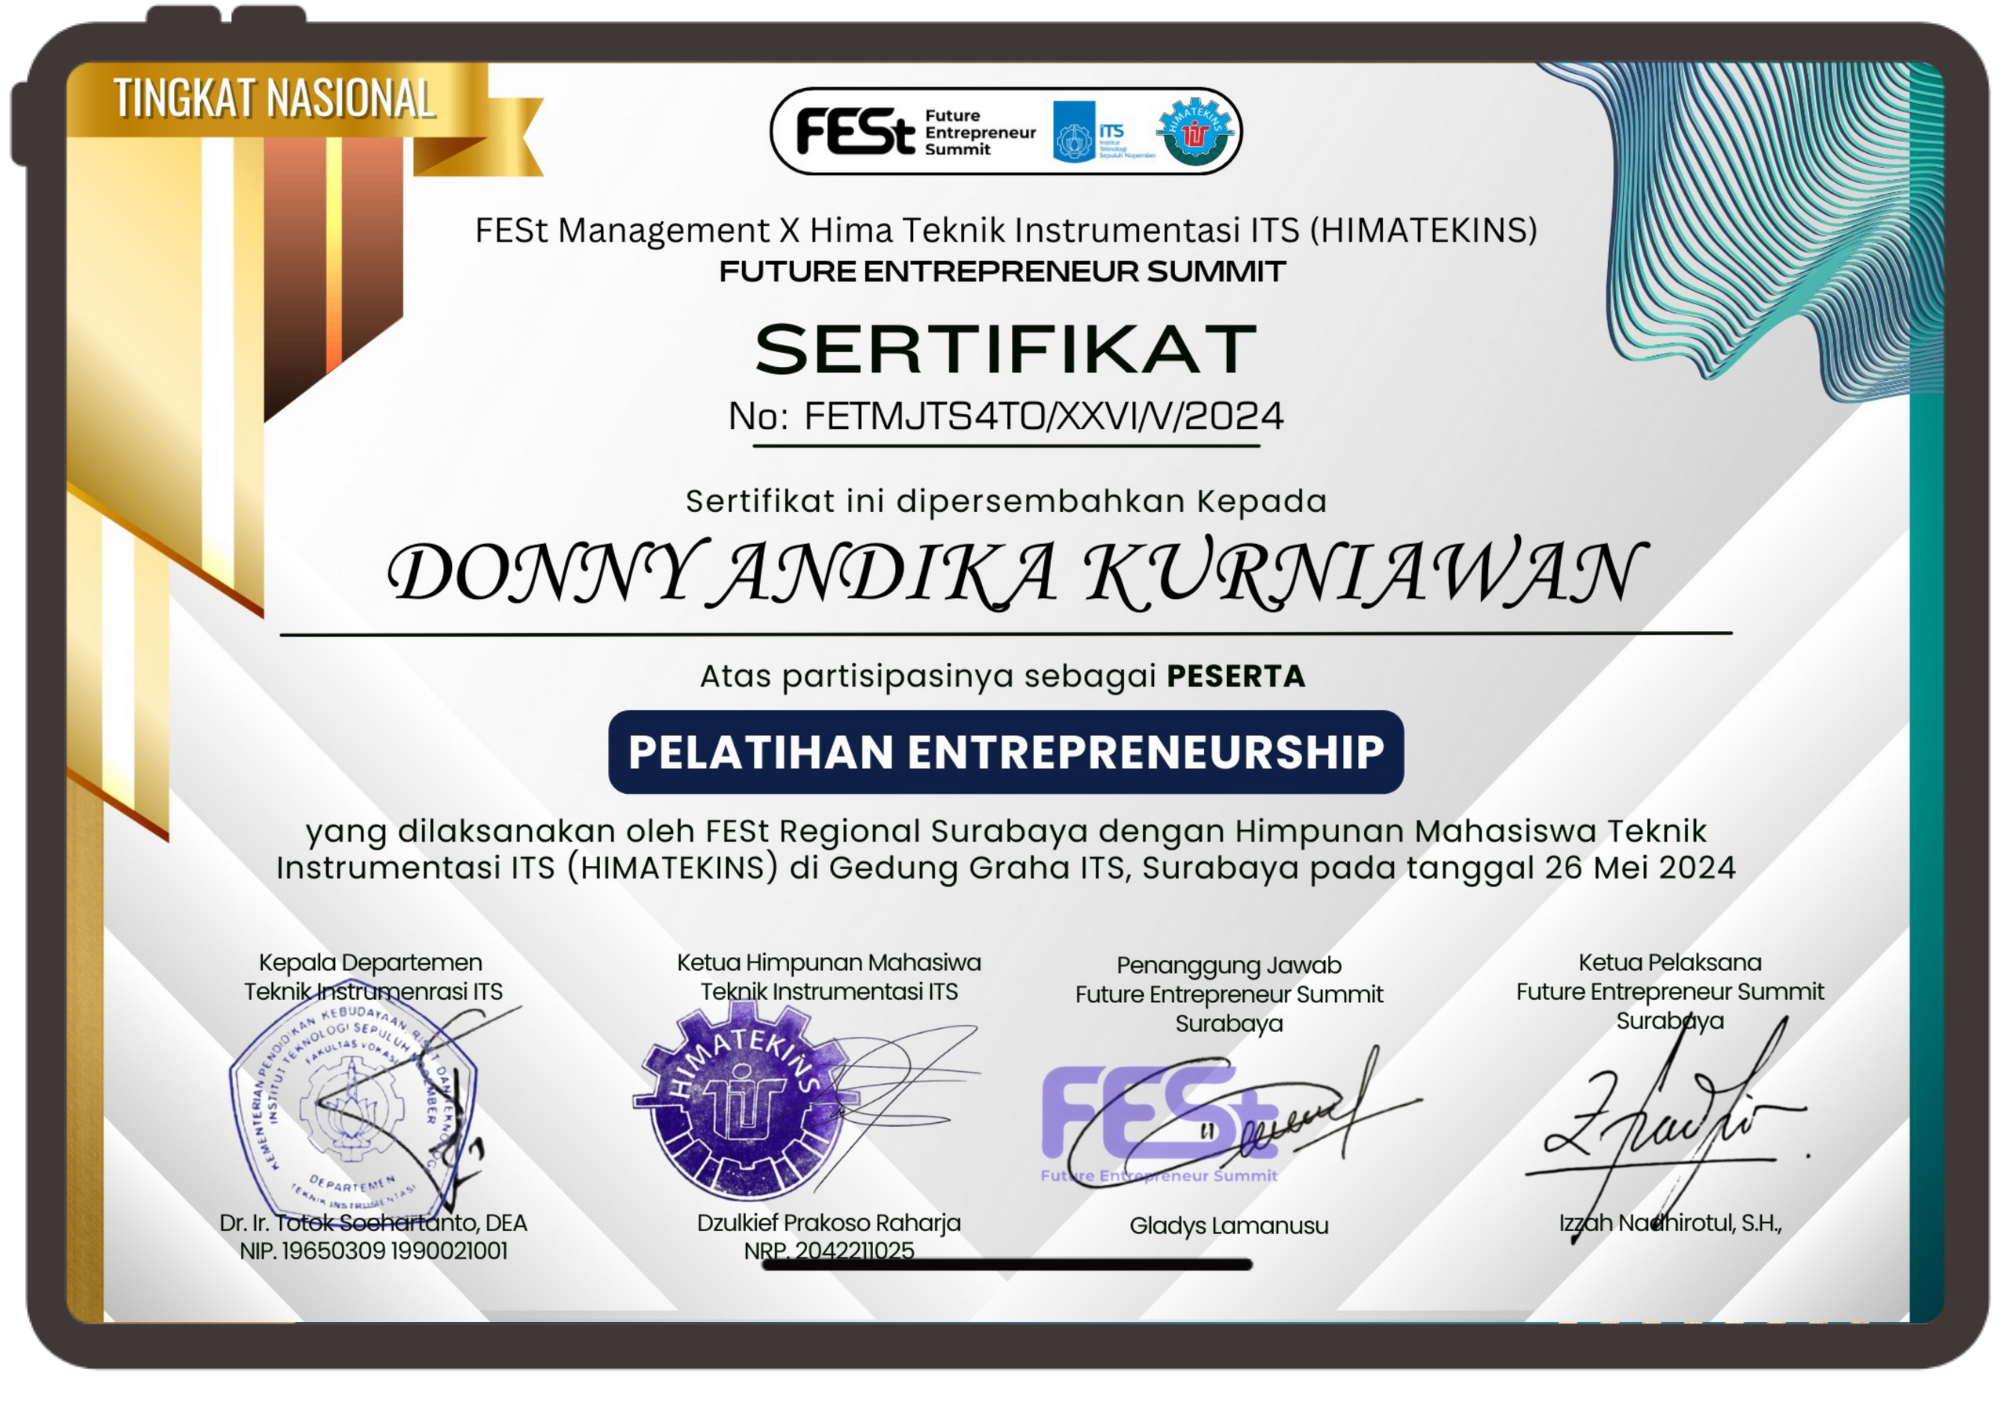 TINGKAT NASIONAL
FESt Future
Entrepreneur
Summit
ITS
Institut
Teknologi
Sepuluh Nopember
HIMATEKINS
FESt Management X Hima Teknik Instrumentasi ITS (HIMATEKINS)
FUTURE ENTREPRENEUR SUMMIT
SERTIFIKAT
No: FETMJTS4TO/XXVI/V/2024
Sertifikat ini dipersembahkan Kepada
DONNY ANDIKA KURNIAWAN
Atas partisipasinya sebagai PESERTA
PELATIHAN ENTREPRENEURSHIP
yang dilaksanakan oleh FESt Regional Surabaya dengan Himpunan Mahasiswa Teknik
Instrumentasi ITS (HIMATEKINS) di Gedung Graha ITS, Surabaya pada tanggal 26 Mei 2024
Kepala Departemen
Teknik Instrumenrasi ITS
KEMENTERIAN PENDIDIKAN KEBUDAYAAN RISET DAN TEKNOLOGI
INSTITUT TEKNOLOGI SEPULUH NOPEMBER
FAKULTAS VOKASI
DEPARTEMEN
TEKNIK INSTRUMENTASI
Dr. Ir. Totok Soehartanto, DEA
NIP. 19650309 1990021001
Ketua Himpunan Mahasiwa
Teknik Instrumentasi ITS
HIMATEKINS
Dzulkief Prakoso Raharja
NRP. 2042211025
Penanggung Jawab
Future Entrepreneur Summit
Surabaya
FESt
Future Entrepreneur Summit
Gladys Lamanusu
Ketua Pelaksana
Future Entrepreneur Summit
Surabaya
Izzah Nadhirotul, S.H.,